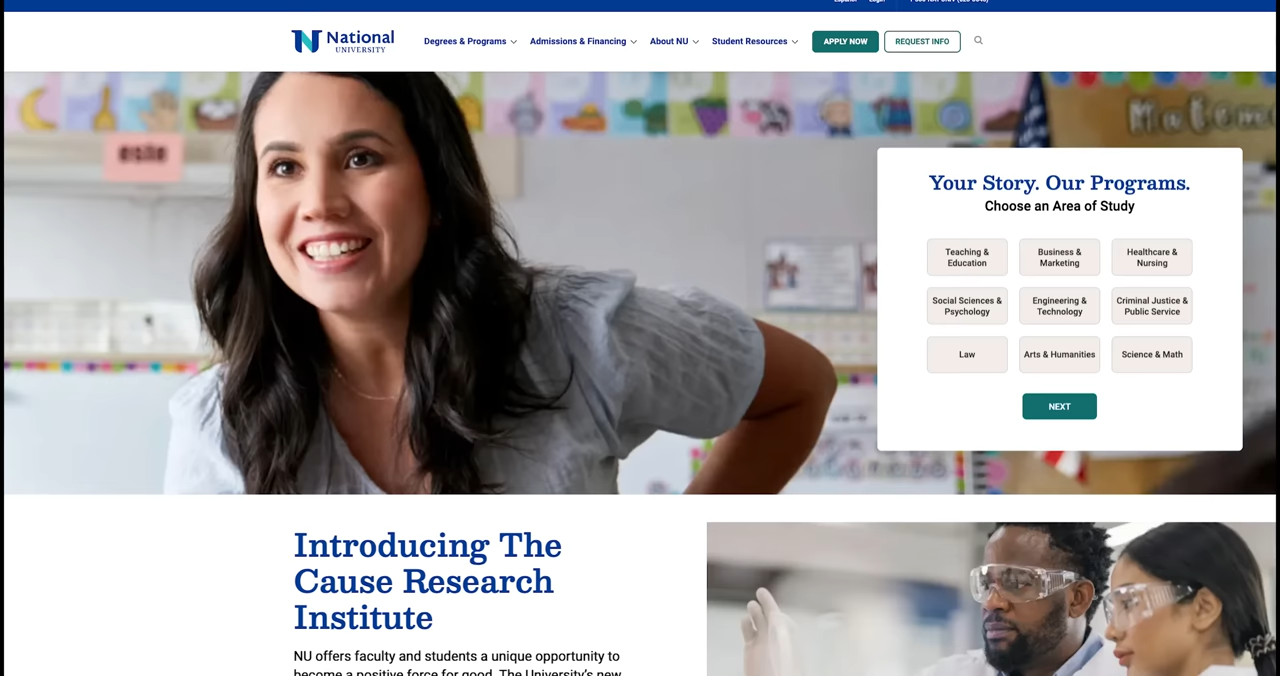 National
UNIVERSITY
Degrees & Programs
Admissions & Financing
About NU
Student Resources
APPLY NOW
REQUEST INFO
este
Your Story. Our Programs.
Choose an Area of Study
Teaching &
Education
Business &
Marketing
Healthcare &
Nursing
Social Sciences &
Psychology
Engineering &
Technology
Criminal Justice &
Public Service
Law
Arts & Humanities
Science & Math
NEXT
Introducing The
Cause Research
Institute
NU offers faculty and students a unique opportunity to
become a positive force for good. The University's new